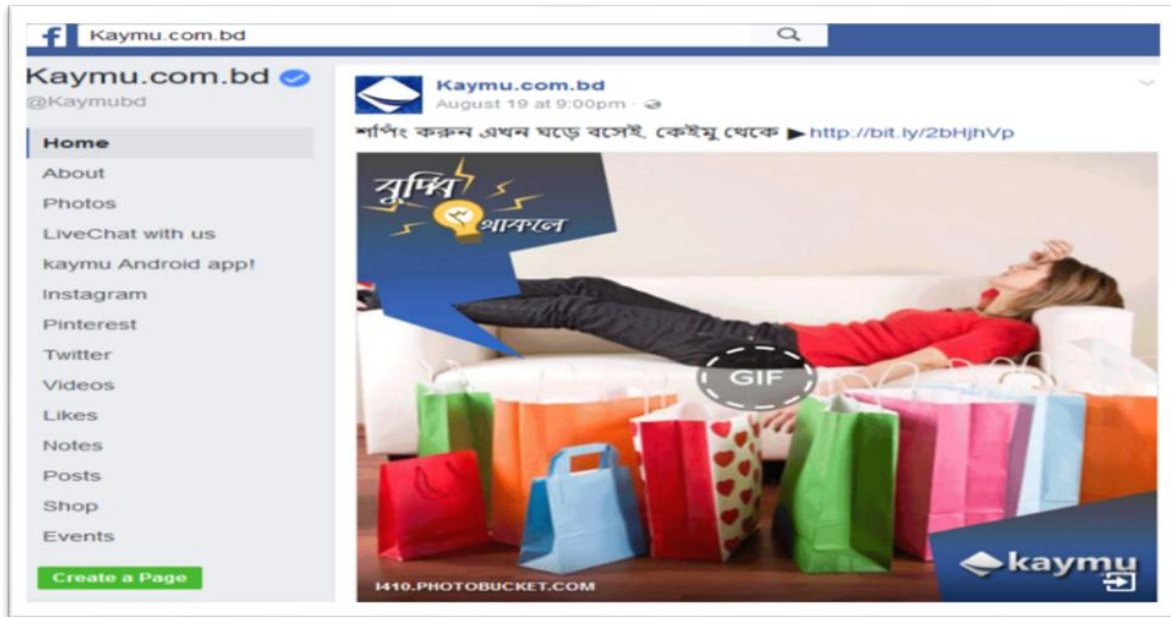 f Kaymu.com.bd
Kaymu.com.bd
@Kaymubd
Home
About
Photos
LiveChat with us
kaymu Android app!
Instagram
Pinterest
Twitter
Videos
Likes
Notes
Posts
Shop
Events
Create a Page
Kaymu.com.bd
August 19 at 9:00pm ·
শপিং করুন এখন ঘড়ে বসেই, কেইমু থেকে ►http://bit.ly/2bHjhVp
বুদ্ধি
থাকলে
GIF
kaymu
I410.PHOTOBUCKET.COM